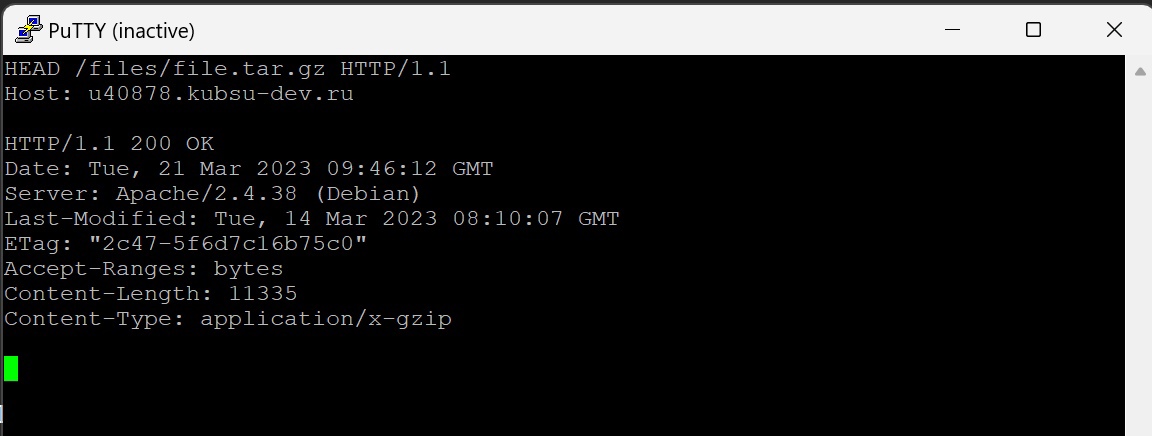 PuTTY (inactive)
HEAD /files/file.tar.gz HTTP/1.1
Host: u40878.kubsu-dev.ru
HTTP/1.1 200 OK
Date: Tue, 21 Mar 2023 09:46:12 GMT
Server: Apache/2.4.38 (Debian)
Last-Modified: Tue, 14 Mar 2023 08:10:07 GMT
ETag: "2c47-5f6d7c16b75c0"
Accept-Ranges: bytes
Content-Length: 11335
Content-Type: application/x-gzip